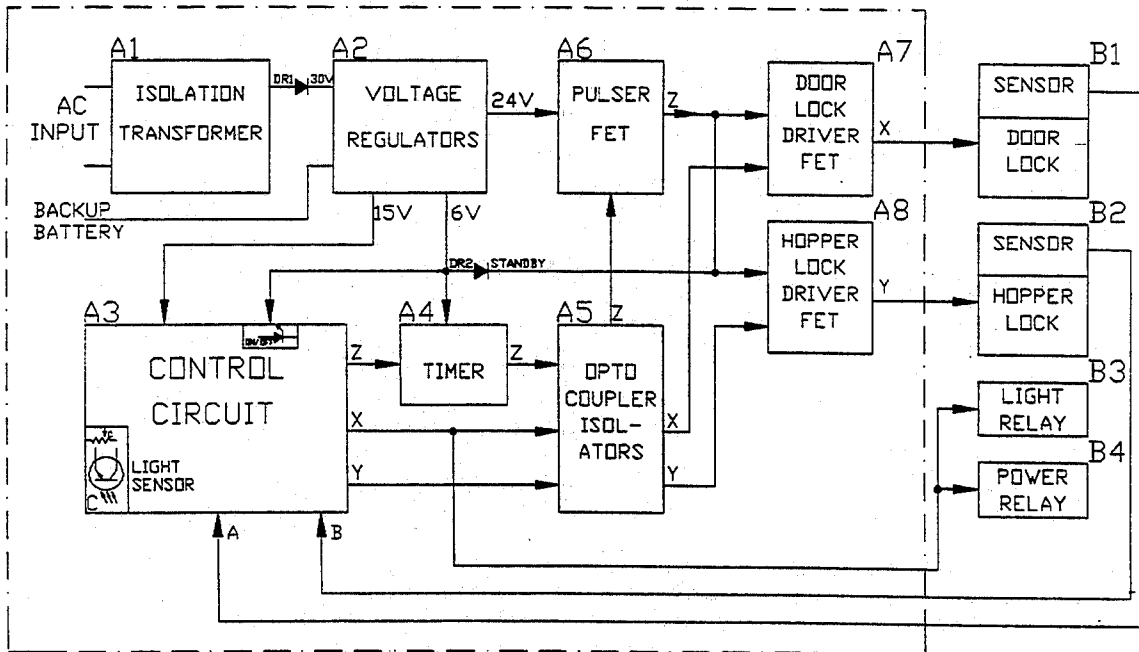 A1
A2
A6
A7
B1
AC
INPUT
ISOLATION
TRANSFORMER
DR1
30V
VOLTAGE
REGULATORS
24V
PULSER
FET
Z
DOOR
LOCK
DRIVER
FET
X
SENSOR
DOOR
LOCK
BACKUP
BATTERY
15V
6V
A8
B2
DR2
STANDBY
HOPPER
LOCK
DRIVER
FET
Y
SENSOR
HOPPER
LOCK
A3
A4
A5
Z
CONTROL
CIRCUIT
Z
TIMER
Z
OPTO
COUPLER
ISOL-
ATORS
X
X
Y
Y
LIGHT
SENSOR
C
A
B
B3
LIGHT
RELAY
B4
POWER
RELAY